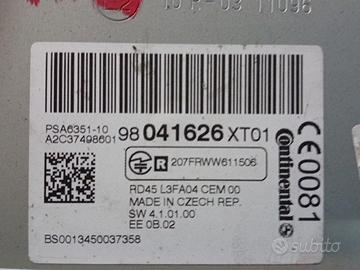 PSA6351-10
A2C37498601
98 041626 XT01
R 207FRWW611506
RD45 L3FA04 CEM 00
MADE IN CZECH REP.
SW 4.1.01.00
EE 0B.02
BS0013450037358
Continental
CE 0081
subito